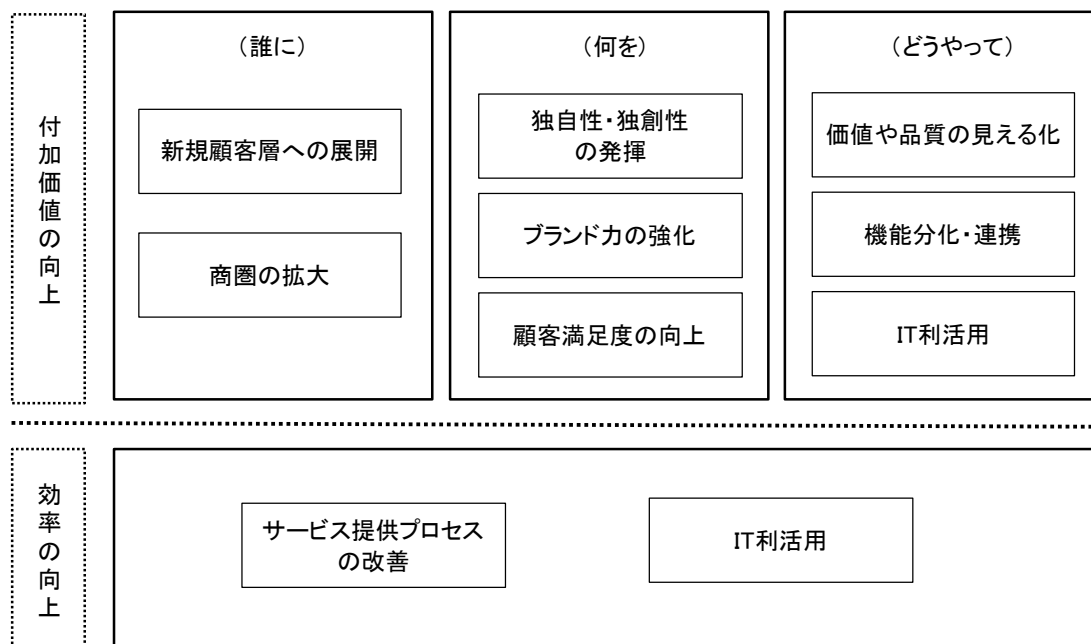 付加価値の向上
(誰に)
新規顧客層への展開
商圏の拡大
(何を)
独自性・独創性
の発揮
ブランド力の強化
顧客満足度の向上
(どうやって)
価値や品質の見える化
機能分化・連携
IT利活用
効率の向上
サービス提供プロセス
の改善
IT利活用